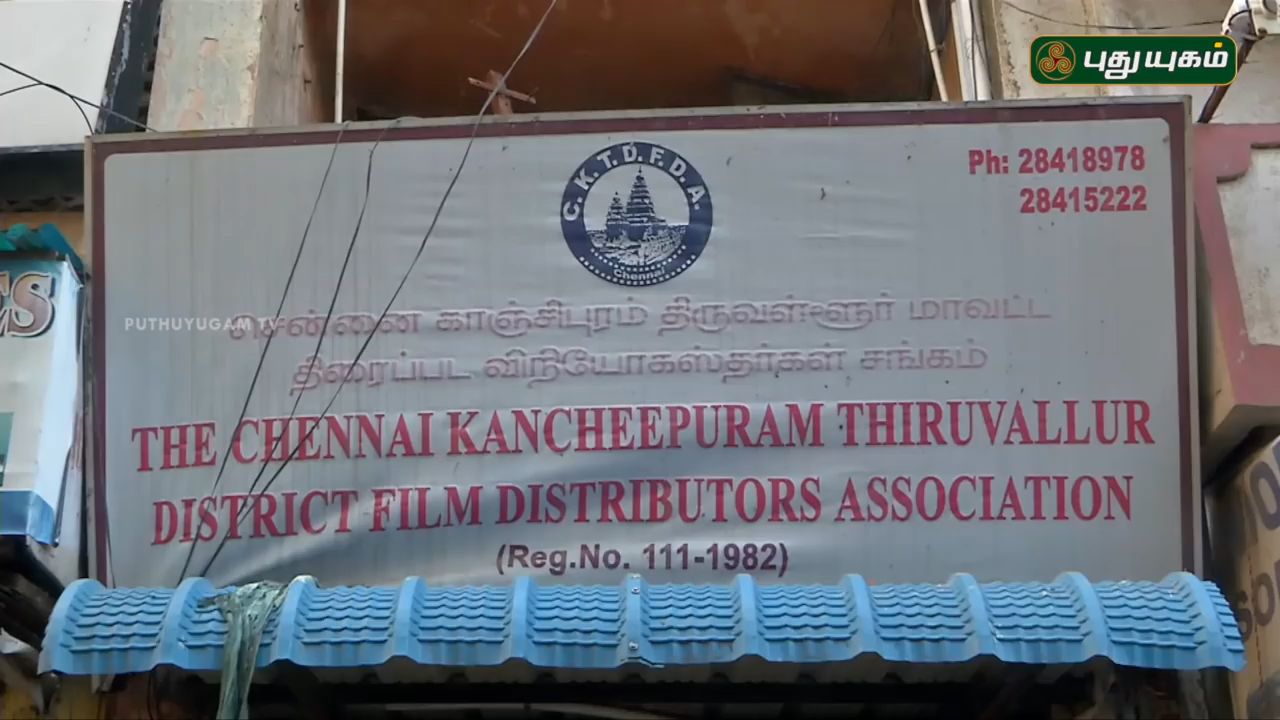 புதுயுகம்
Ph: 28418978
28415222
C.K.T.D.F.D.A.
Chennai
PUTHUYUGAM TV
சென்னை காஞ்சிபுரம் திருவள்ளூர் மாவட்ட
திரைப்பட விநியோகஸ்தர்கள் சங்கம்
THE CHENNAI KANCHEEPURAM THIRUVALLUR
DISTRICT FILM DISTRIBUTORS ASSOCIATION
(Reg.No. 111-1982)